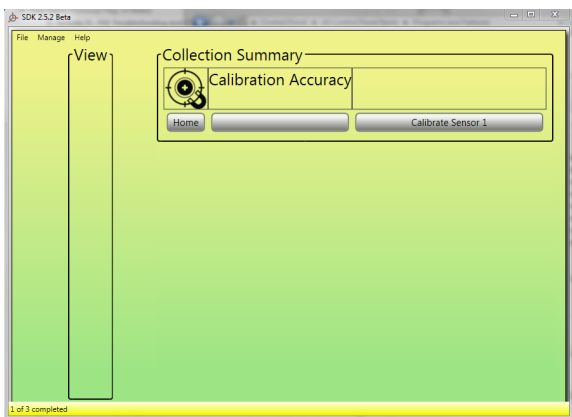 SDK 2.5.2 Beta
File Manage Help
View
Collection Summary
Calibration Accuracy
Home
Calibrate Sensor 1
1 of 3 completed